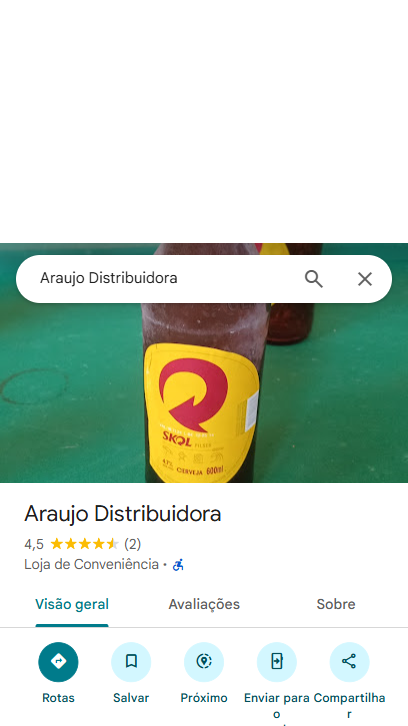 Araujo Distribuidora
SKOL PILSEN
CERVEJA 600ml
Araujo Distribuidora
4,5 (2)
Loja de Conveniência ·
Visão geral Avaliações Sobre
Rotas Salvar Próximo Enviar para Compartilha
o r